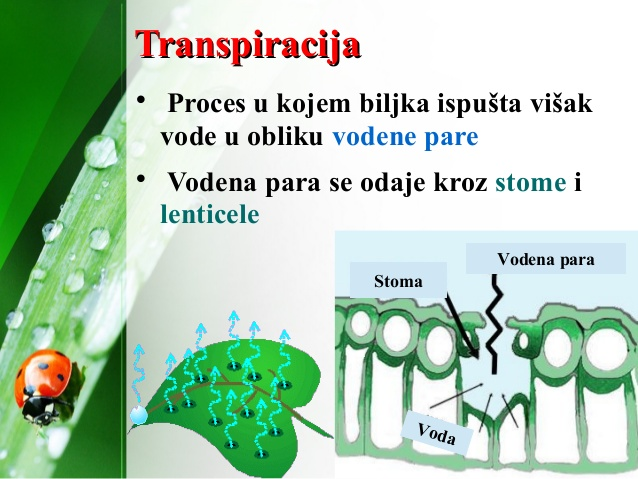 Transpiracija
• Proces u kojem biljka ispušta višak
vode u obliku vodene pare
• Vodena para se odaje kroz stome i
lenticele
Vodena para
Stoma
Voda